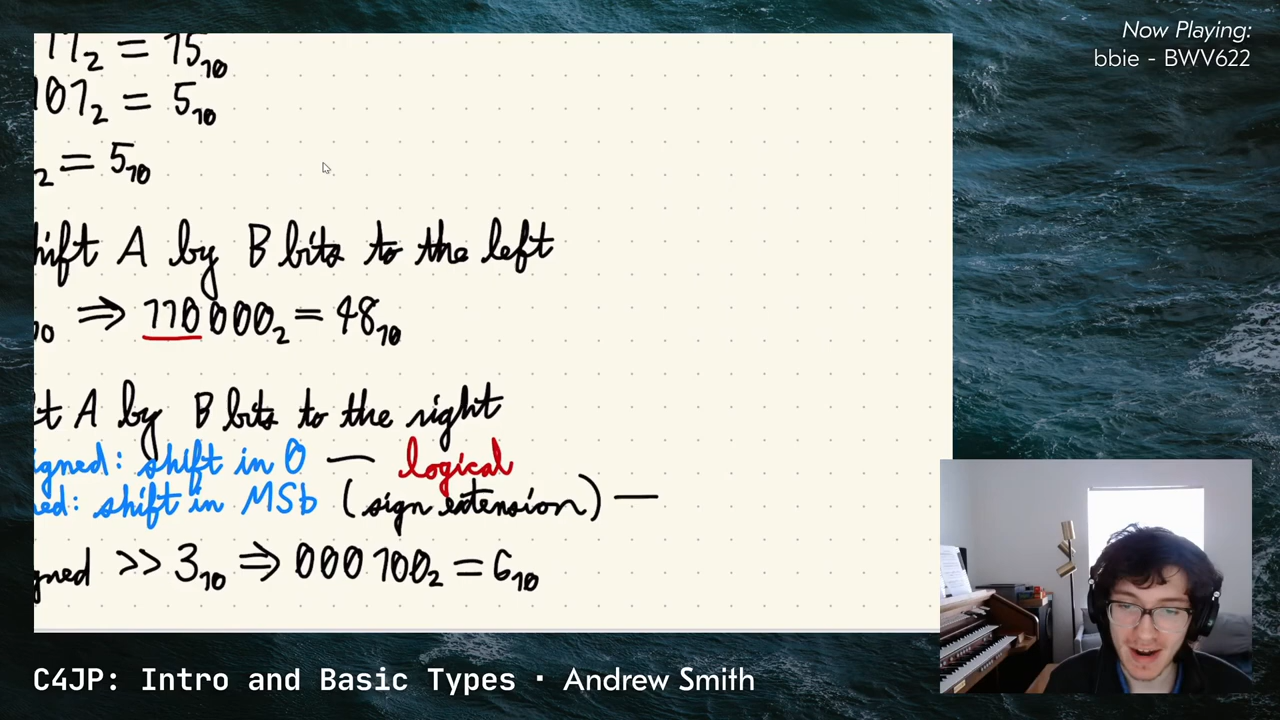 Now Playing:
bbie - BWV622
11₂ = 15₁₀
101₂ = 5₁₀
₂ = 5₁₀
hift A by B bits to the left
₁₀ ⇒ 110000₂ = 48₁₀
t A by B bits to the right
igned: shift in 0 — logical
ed: shift in MSb (sign extension) —
gned >> 3₁₀ ⇒ 000100₂ = 6₁₀
C4JP: Intro and Basic Types · Andrew Smith